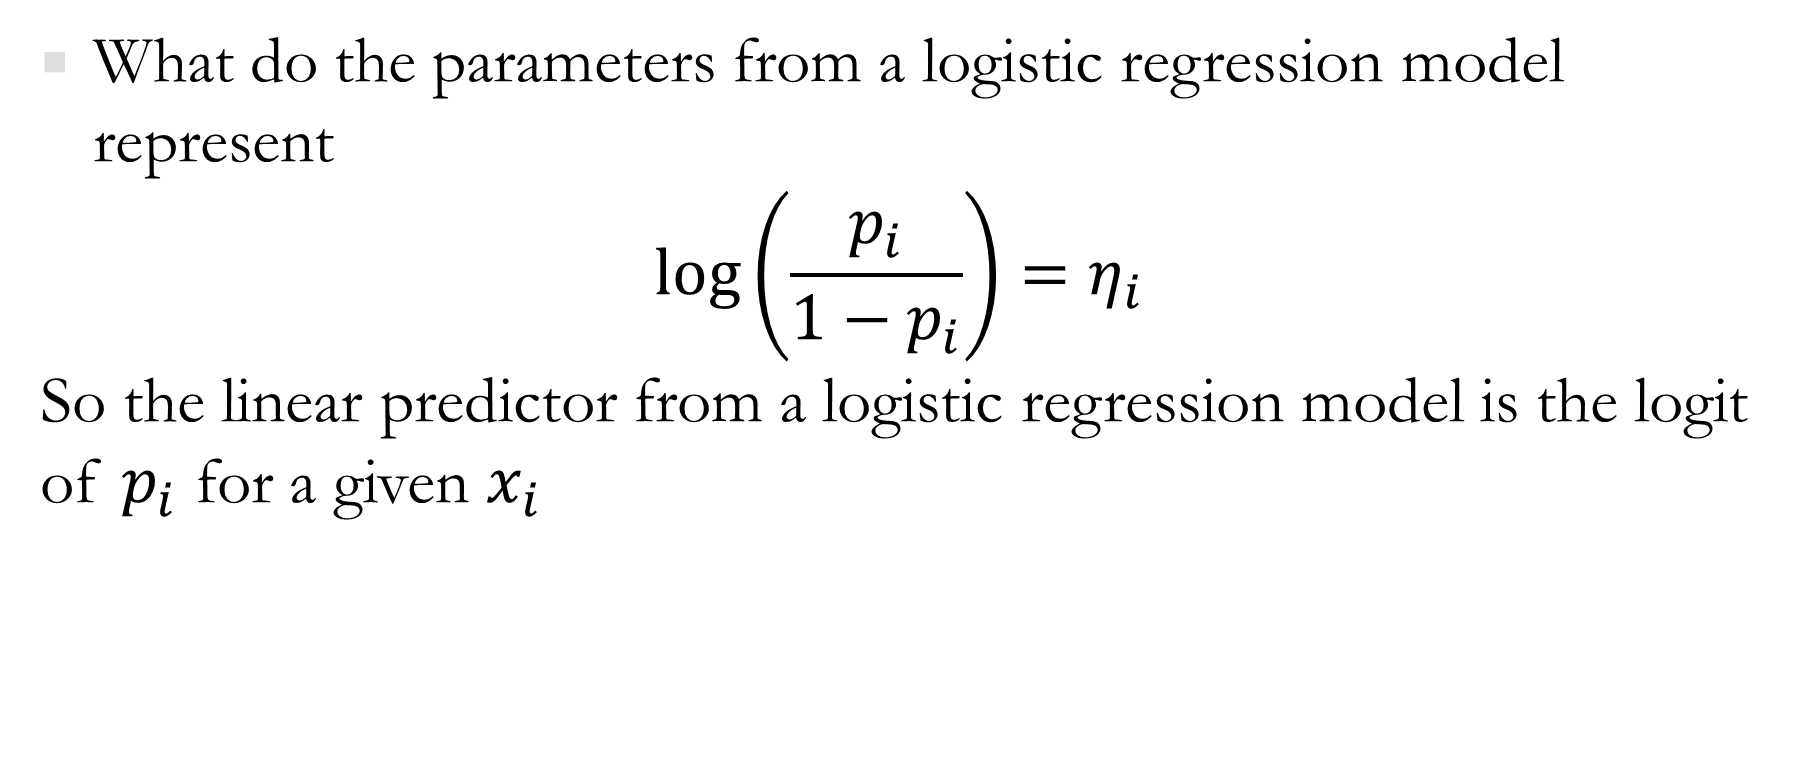 ▪ What do the parameters from a logistic regression model
represent
log(p_i / (1 − p_i)) = η_i
So the linear predictor from a logistic regression model is the logit
of p_i for a given x_i